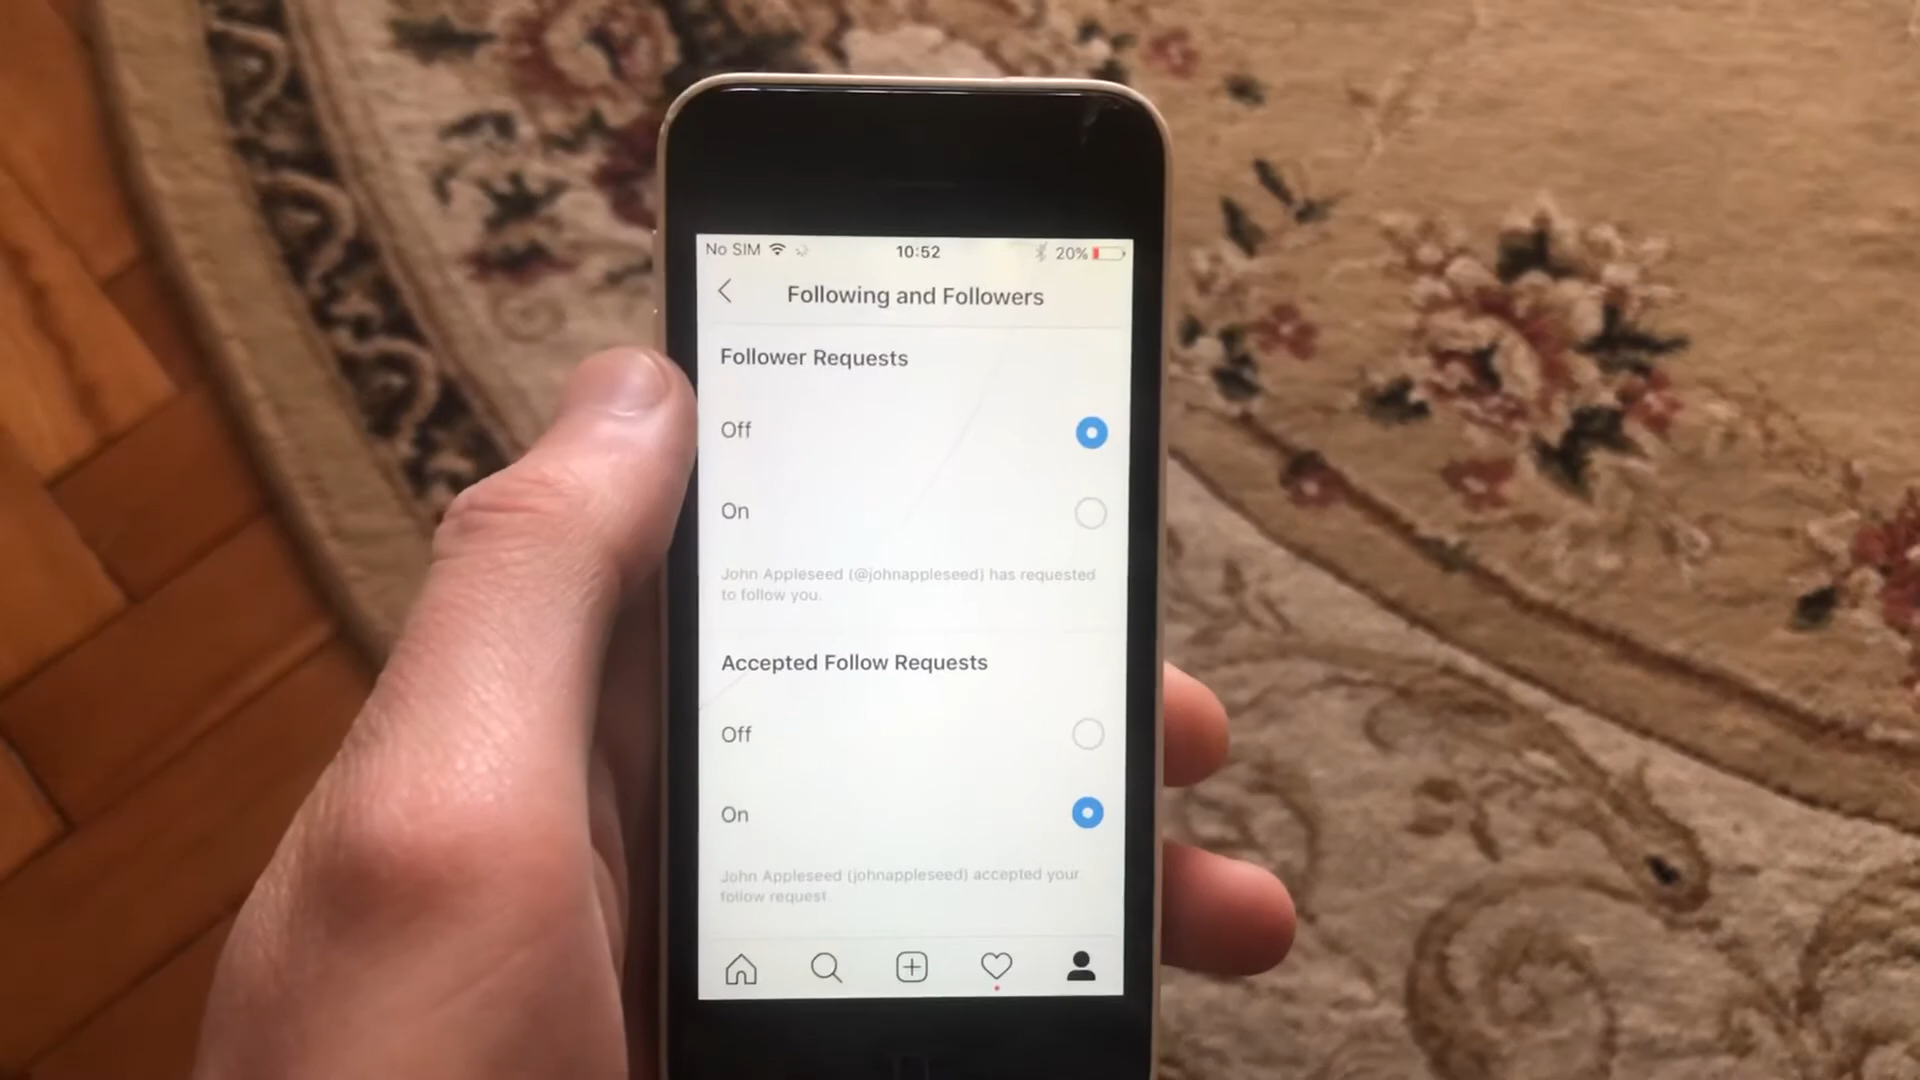 No SIM 10:52 20%
Following and Followers
Follower Requests
Off
On
John Appleseed (@johnappleseed) has requested
to follow you.
Accepted Follow Requests
Off
On
John Appleseed (johnappleseed) accepted your
follow request